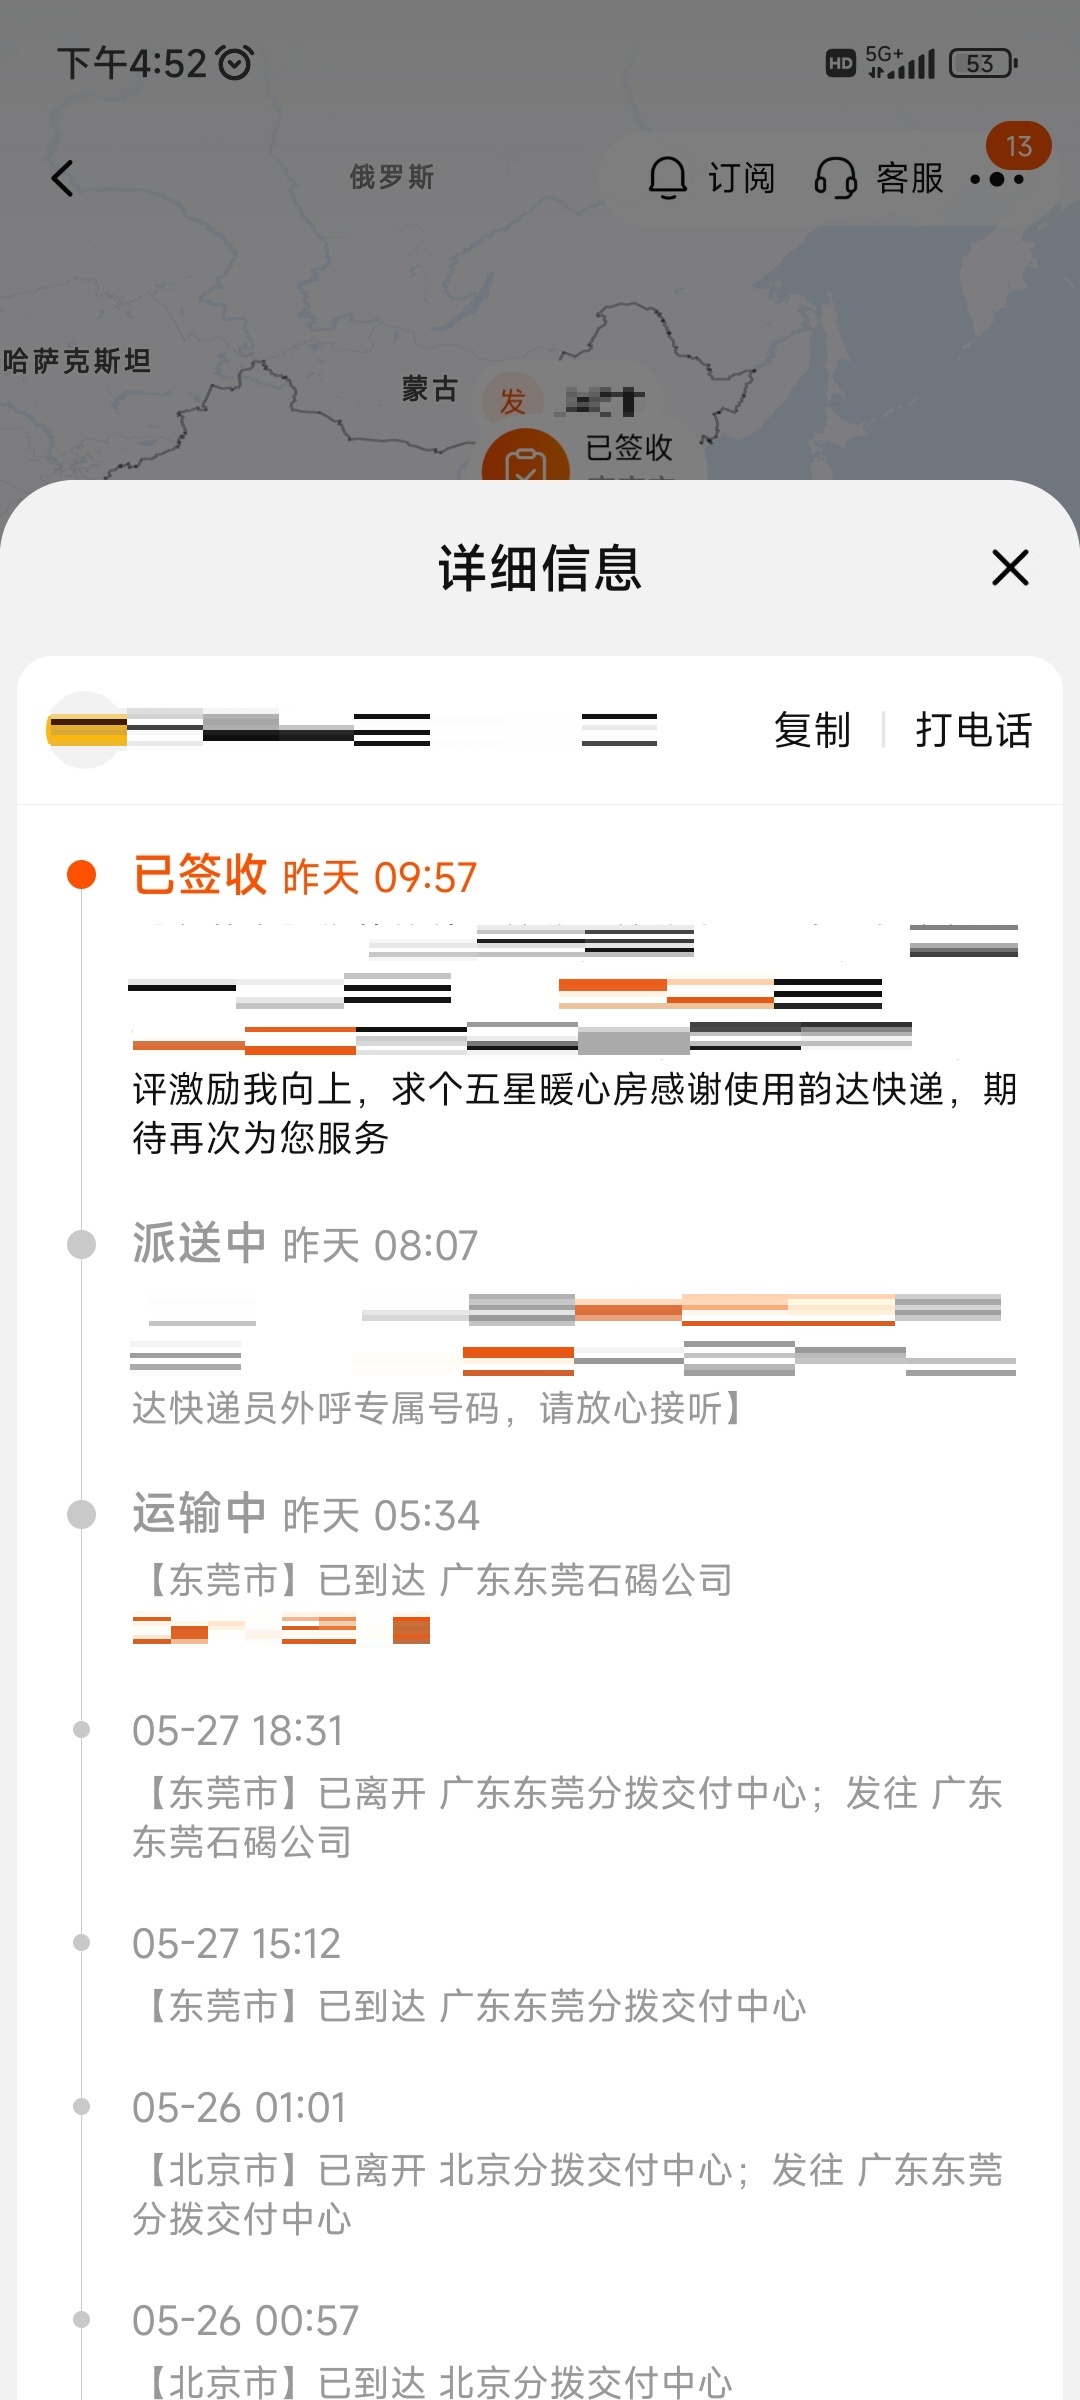 下午4:52
HD 5G+ 53
俄罗斯
订阅 客服 13
哈萨克斯坦
蒙古
发
已签收
详细信息
复制 打电话
已签收 昨天 09:57
评激励我向上，求个五星暖心房感谢使用韵达快递，期
待再次为您服务
派送中 昨天 08:07
达快递员外呼专属号码，请放心接听】
运输中 昨天 05:34
【东莞市】已到达 广东东莞石碣公司
05-27 18:31
【东莞市】已离开 广东东莞分拨交付中心；发往 广东
东莞石碣公司
05-27 15:12
【东莞市】已到达 广东东莞分拨交付中心
05-26 01:01
【北京市】已离开 北京分拨交付中心；发往 广东东莞
分拨交付中心
05-26 00:57
【北京市】已到达 北京分拨交付中心